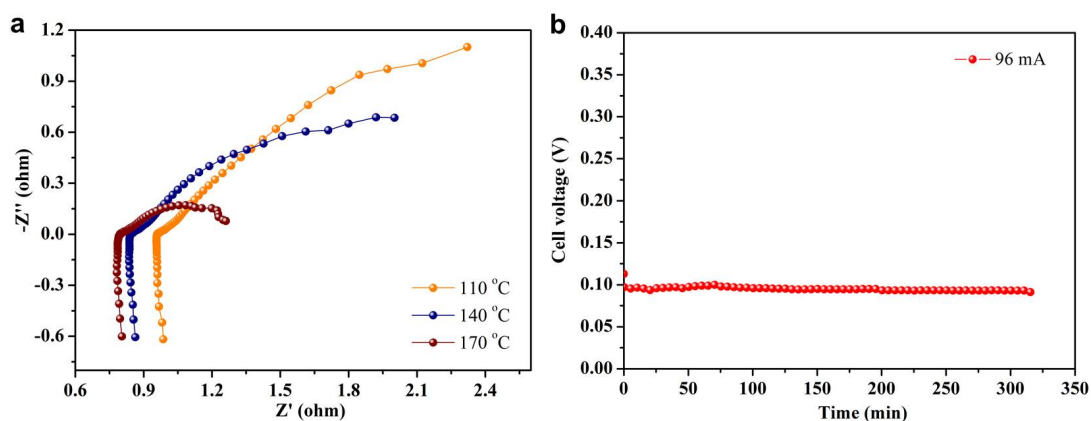 a
1.2
0.9
0.6
0.3
0.0
-0.3
-0.6
-Z'' (ohm)
0.6 0.9 1.2 1.5 1.8 2.1 2.4
Z' (ohm)
110 °C
140 °C
170 °C
b
0.40
0.35
0.30
0.25
0.20
0.15
0.10
0.05
0.00
Cell voltage (V)
0 50 100 150 200 250 300 350
Time (min)
96 mA